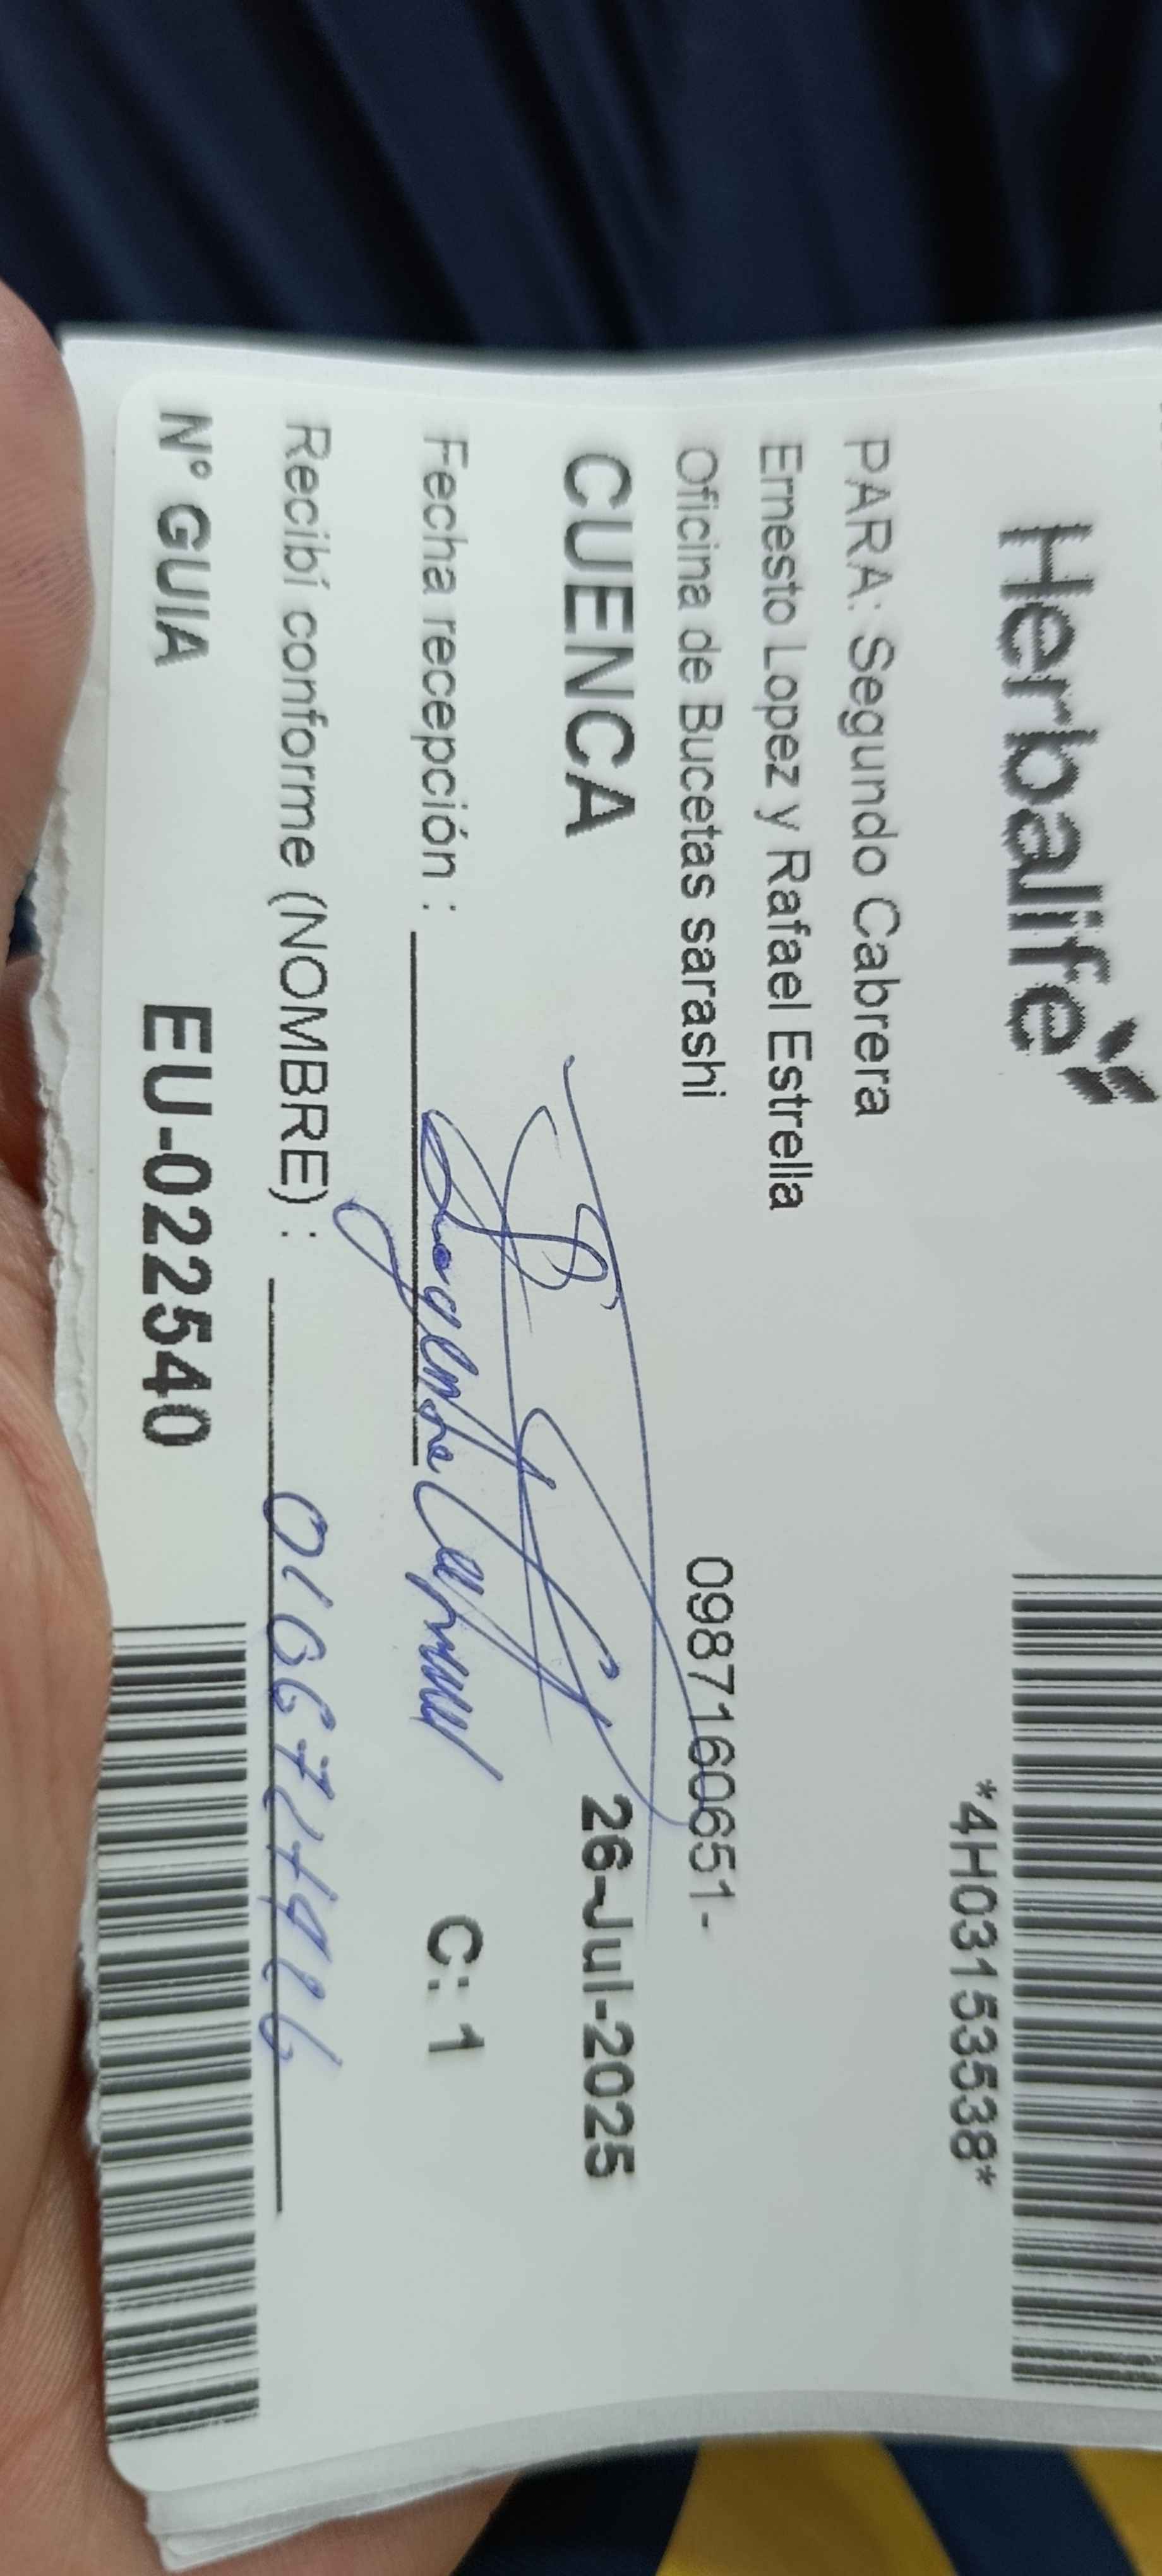 Herbalife
*4H03153538*
PARA: Segundo Cabrera
Ernesto Lopez y Rafael Estrella
Oficina de Bucetas sarashi 0987160651-
CUENCA 26-Jul-2025
Fecha recepción : C: 1
Recibí conforme (NOMBRE) :
N° GUIA EU-022540